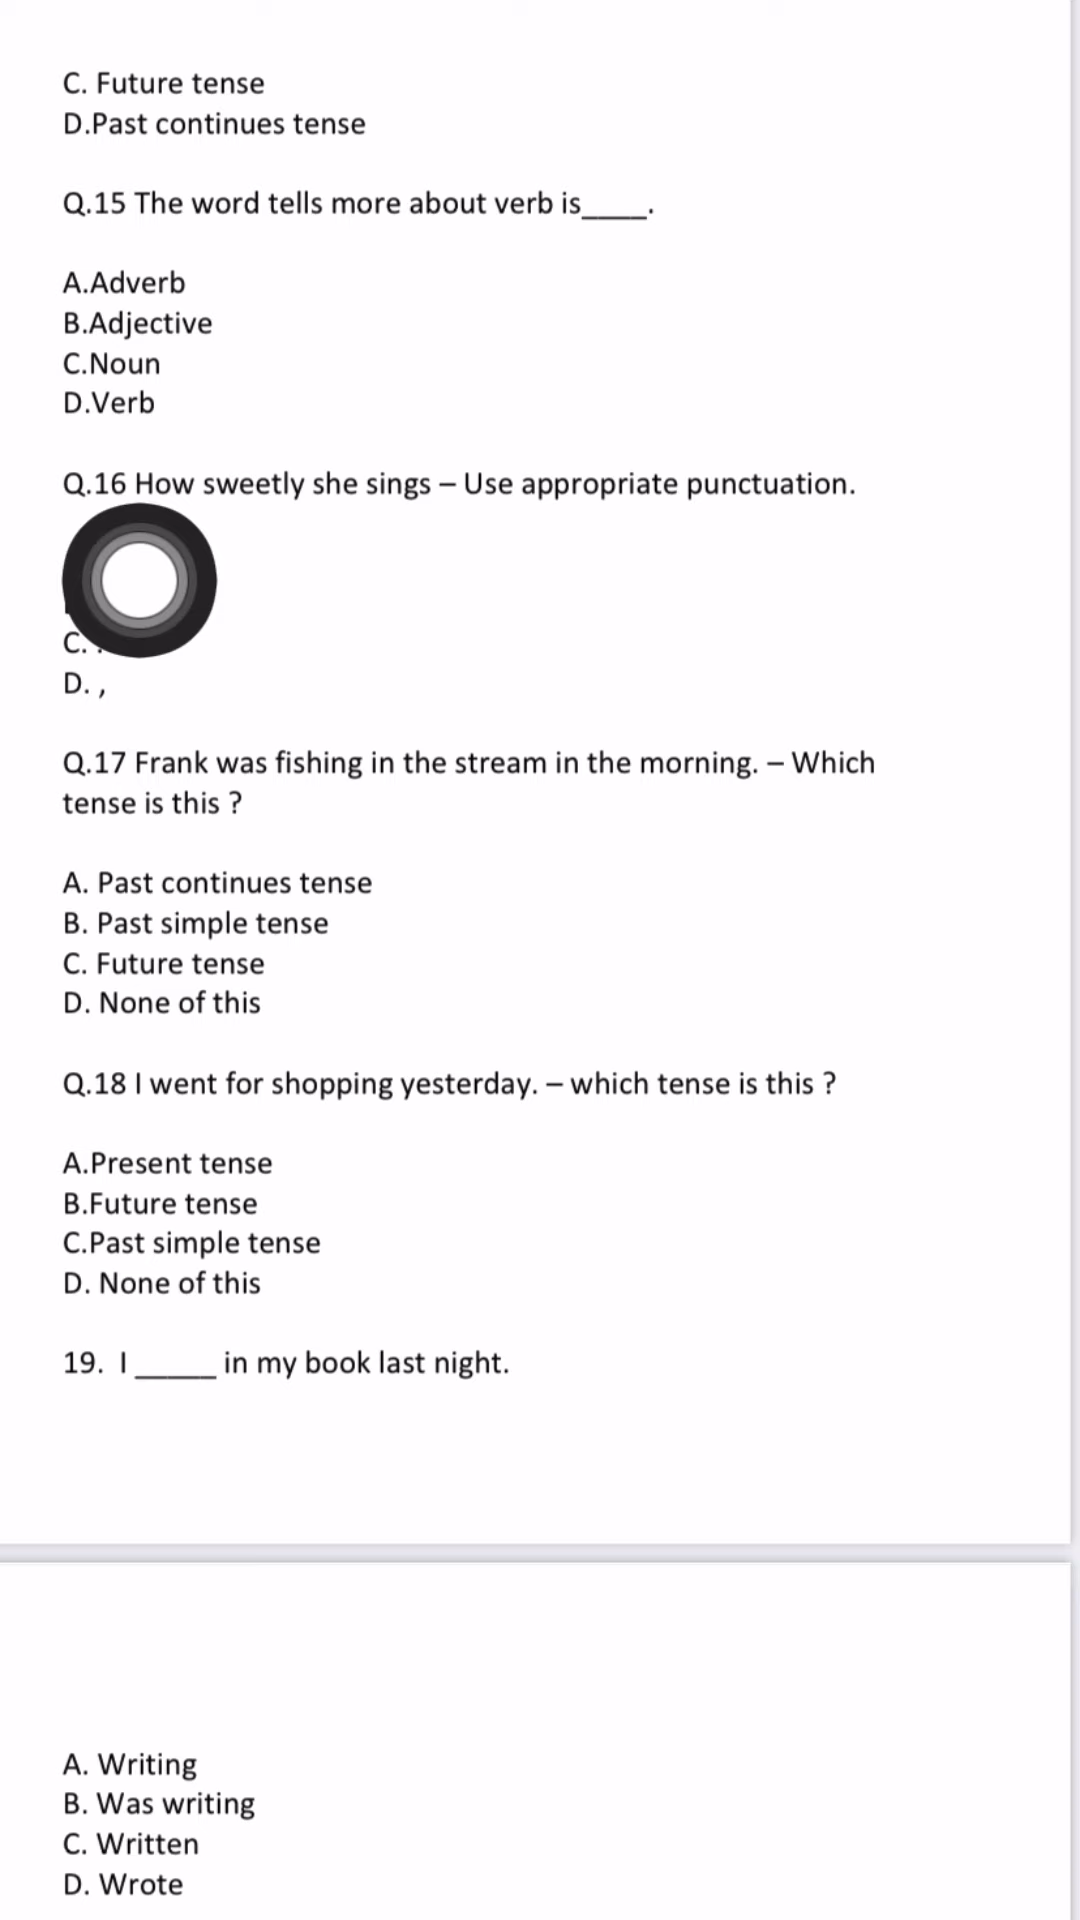 C. Future tense
D.Past continues tense
Q.15 The word tells more about verb is____.
A.Adverb
B.Adjective
C.Noun
D.Verb
Q.16 How sweetly she sings – Use appropriate punctuation.
C. .
D. ,
Q.17 Frank was fishing in the stream in the morning. – Which
tense is this ?
A. Past continues tense
B. Past simple tense
C. Future tense
D. None of this
Q.18 I went for shopping yesterday. – which tense is this ?
A.Present tense
B.Future tense
C.Past simple tense
D. None of this
19. I _____ in my book last night.
A. Writing
B. Was writing
C. Written
D. Wrote